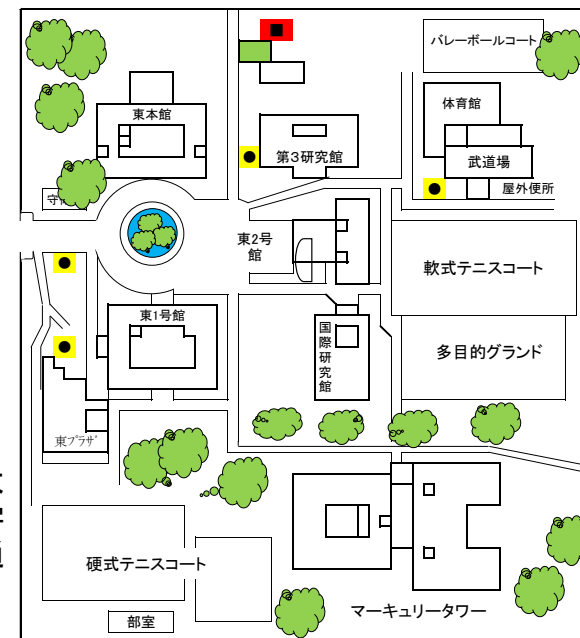 バレーボールコート
体育館
東本館
第3研究館
武道場
屋外便所
守
東2号
館
軟式テニスコート
東1号館
国際研究館
多目的グランド
東プラザ
硬式テニスコート
マーキュリータワー
部室